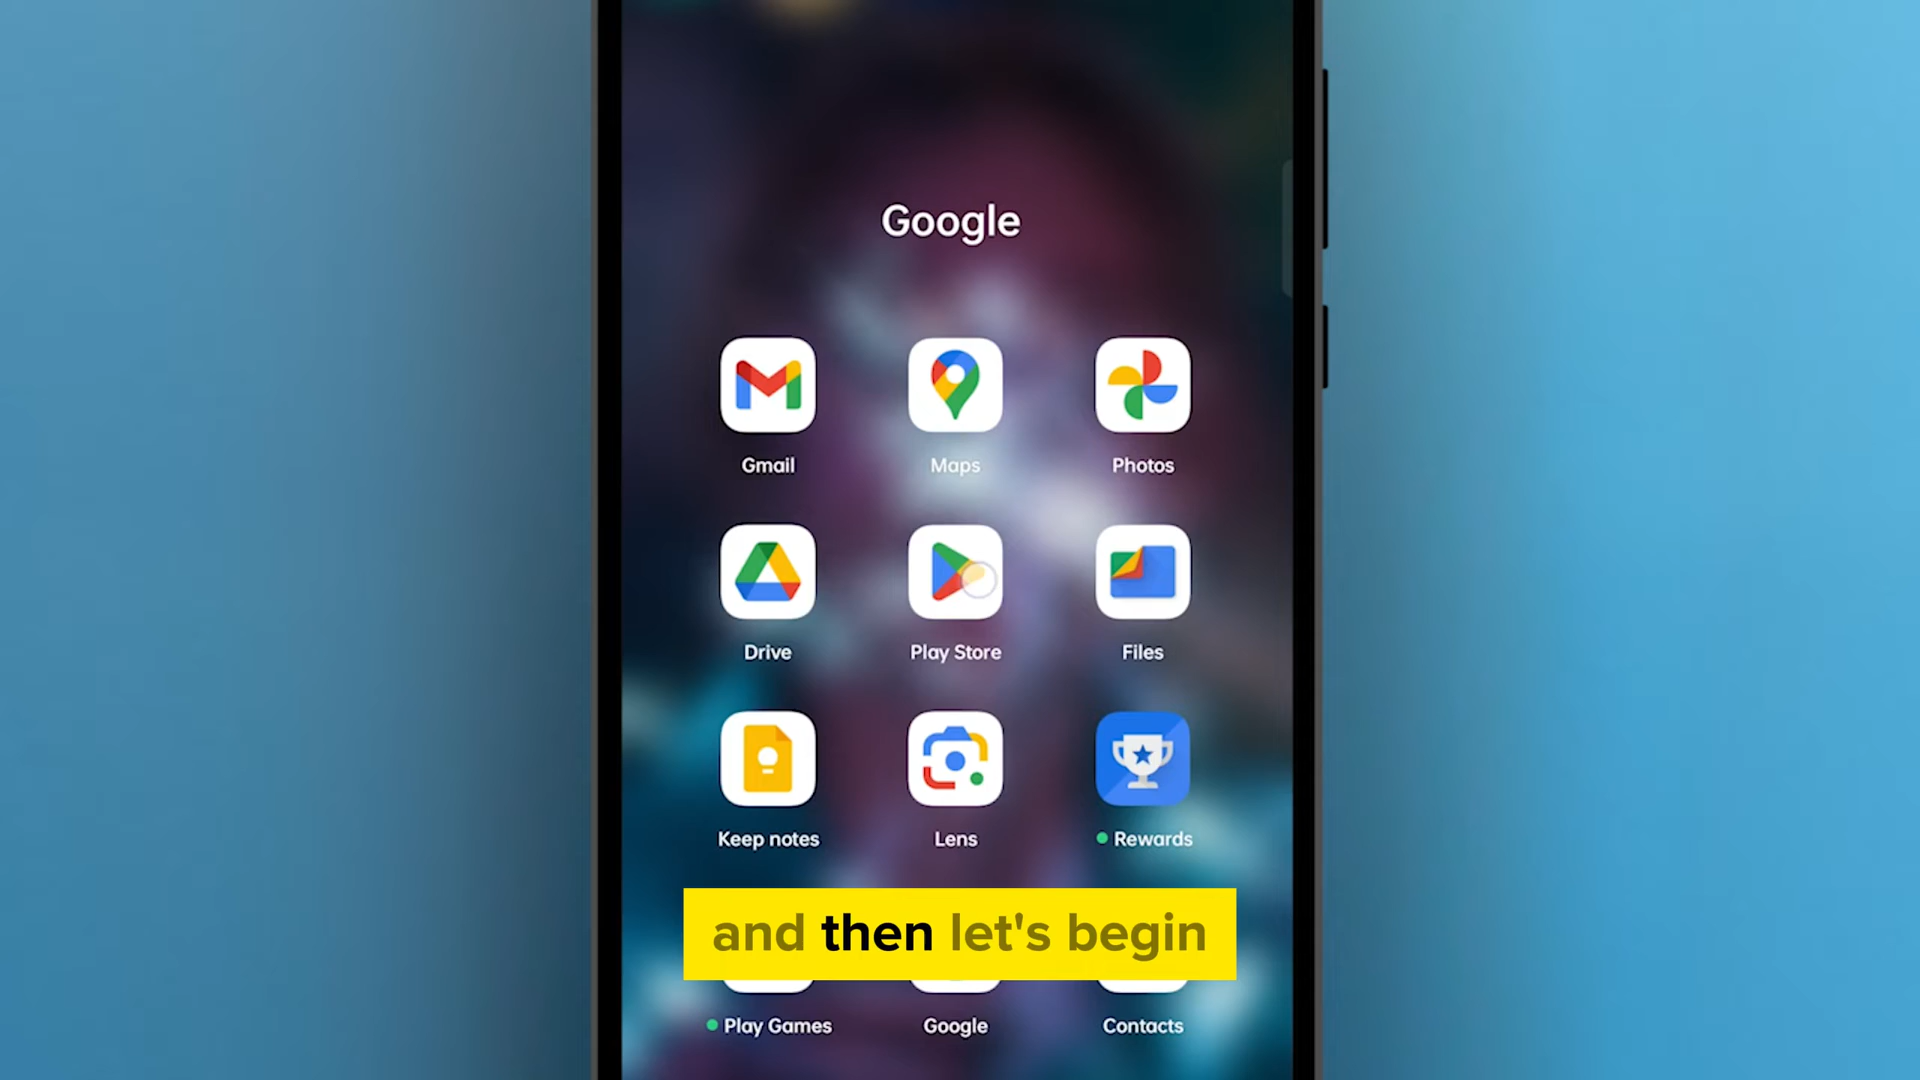 Google
Gmail Maps Photos
Drive Play Store Files
Keep notes Lens Rewards
and then let's begin
Play Games Google Contacts